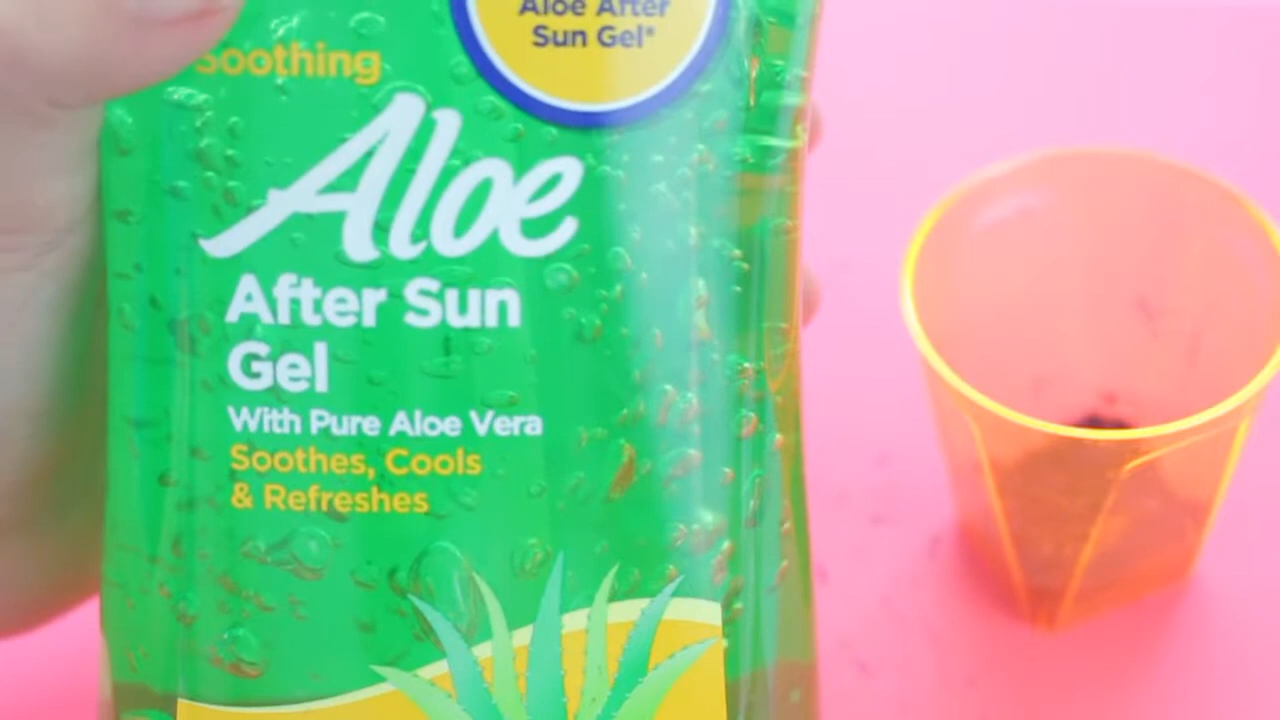 Aloe After
Sun Gel*
Soothing
Aloe
After Sun
Gel
With Pure Aloe Vera
Soothes, Cools
& Refreshes